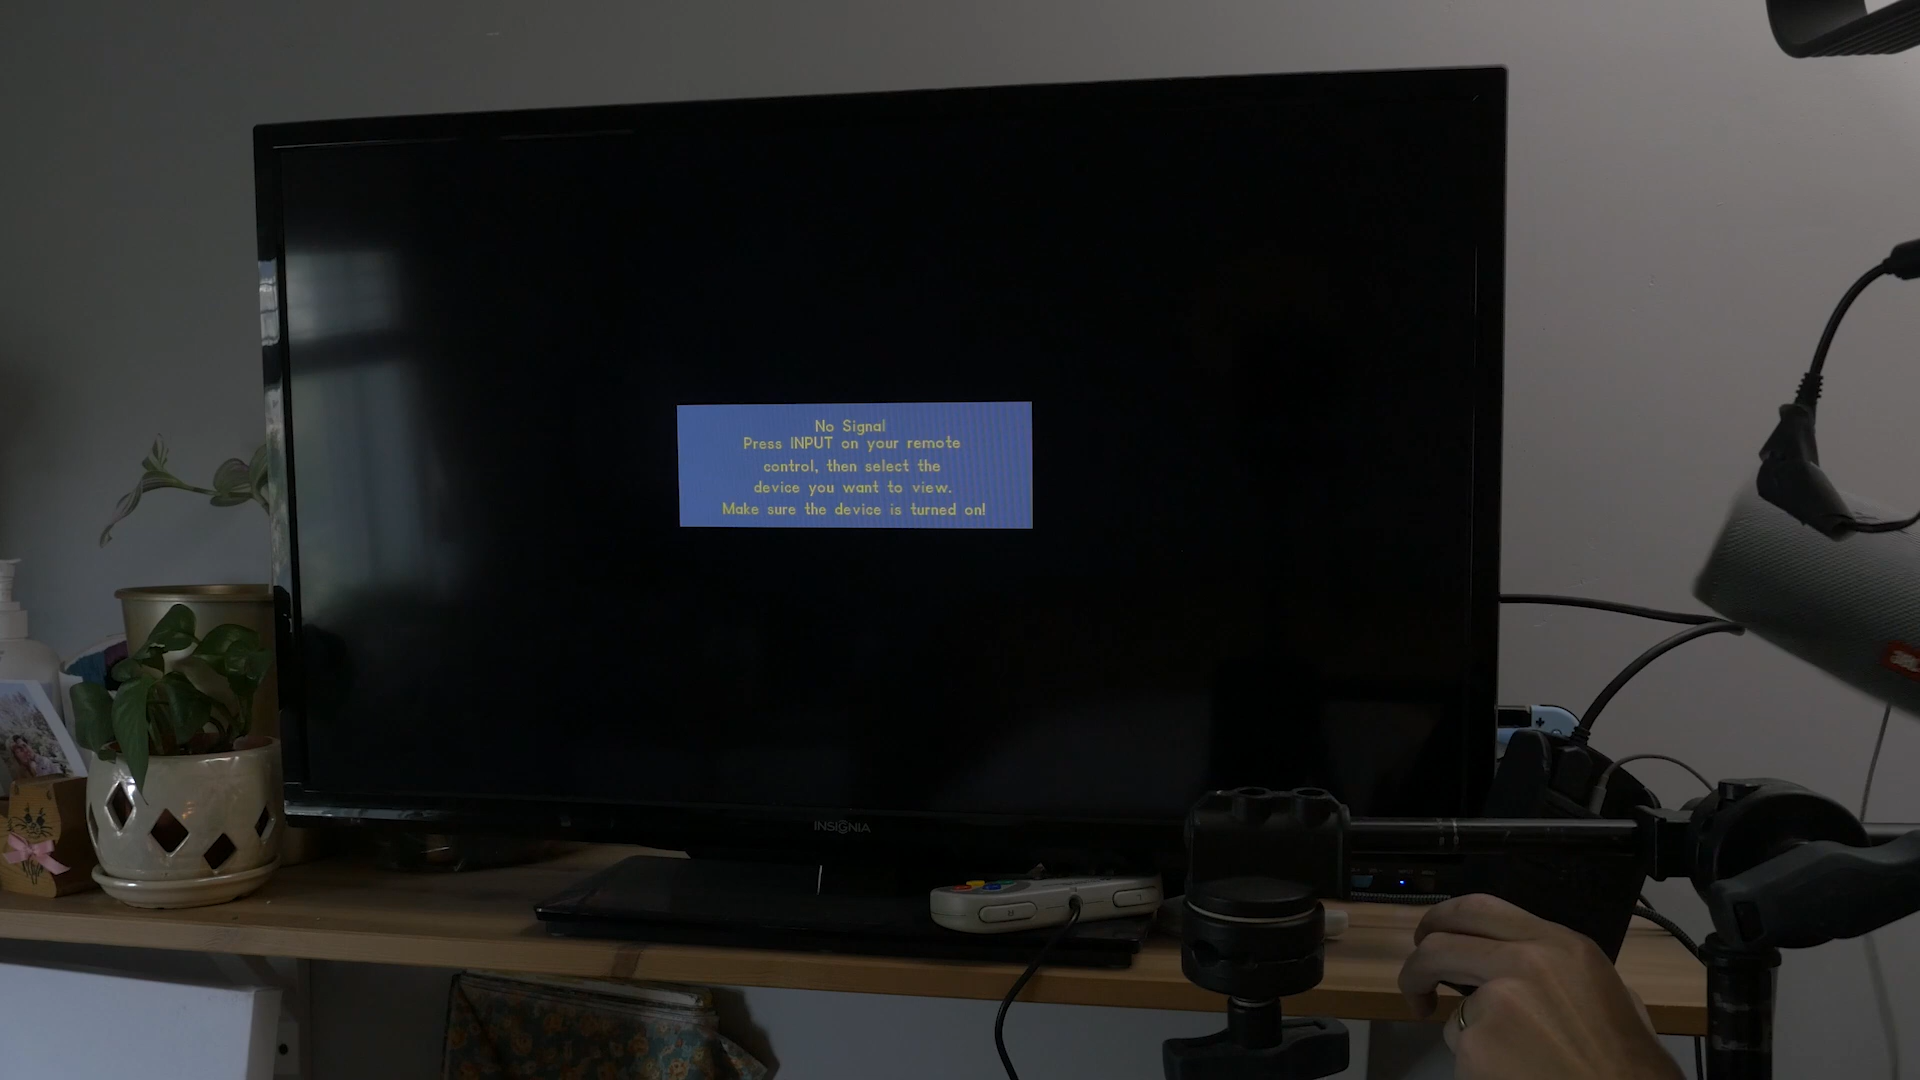 No Signal
Press INPUT on your remote
control, then select the
device you want to view.
Make sure the device is turned on!
INSIGNIA
R
L